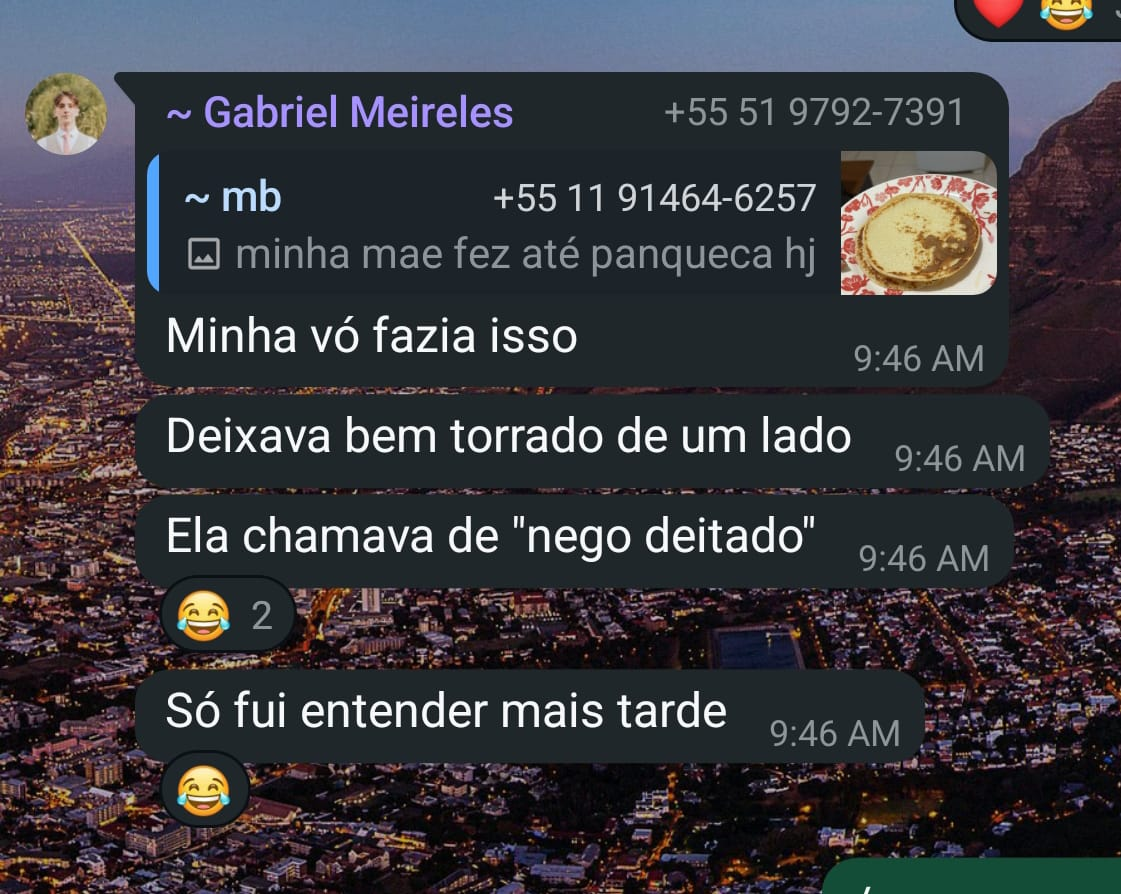 ~ Gabriel Meireles +55 51 9792-7391
~ mb +55 11 91464-6257
minha mae fez até panqueca hj
Minha vó fazia isso
9:46 AM
Deixava bem torrado de um lado
9:46 AM
Ela chamava de "nego deitado"
9:46 AM
😂 2
Só fui entender mais tarde
9:46 AM
😂